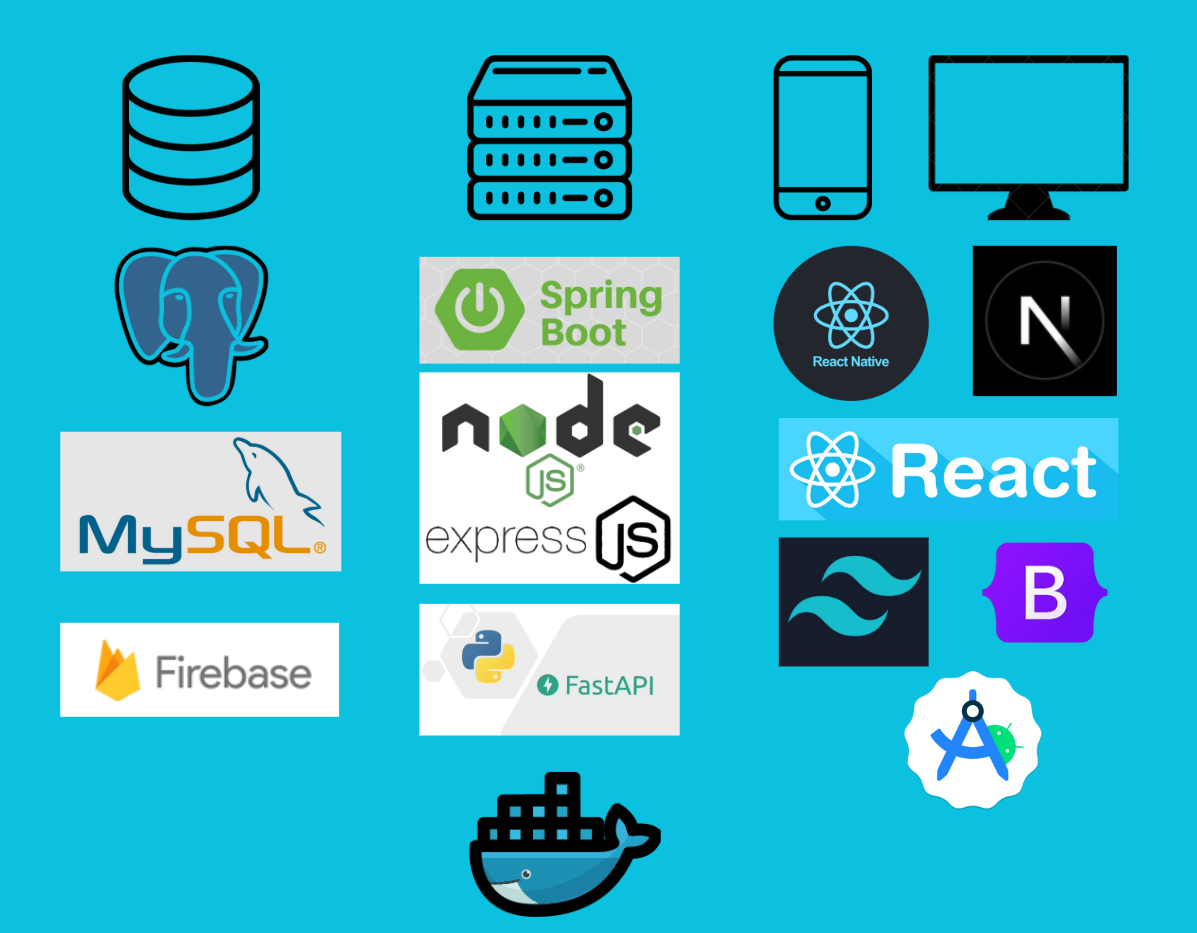 MySQL®
Firebase
Spring
Boot
node
JS®
express JS
FastAPI
React Native
N
React
B